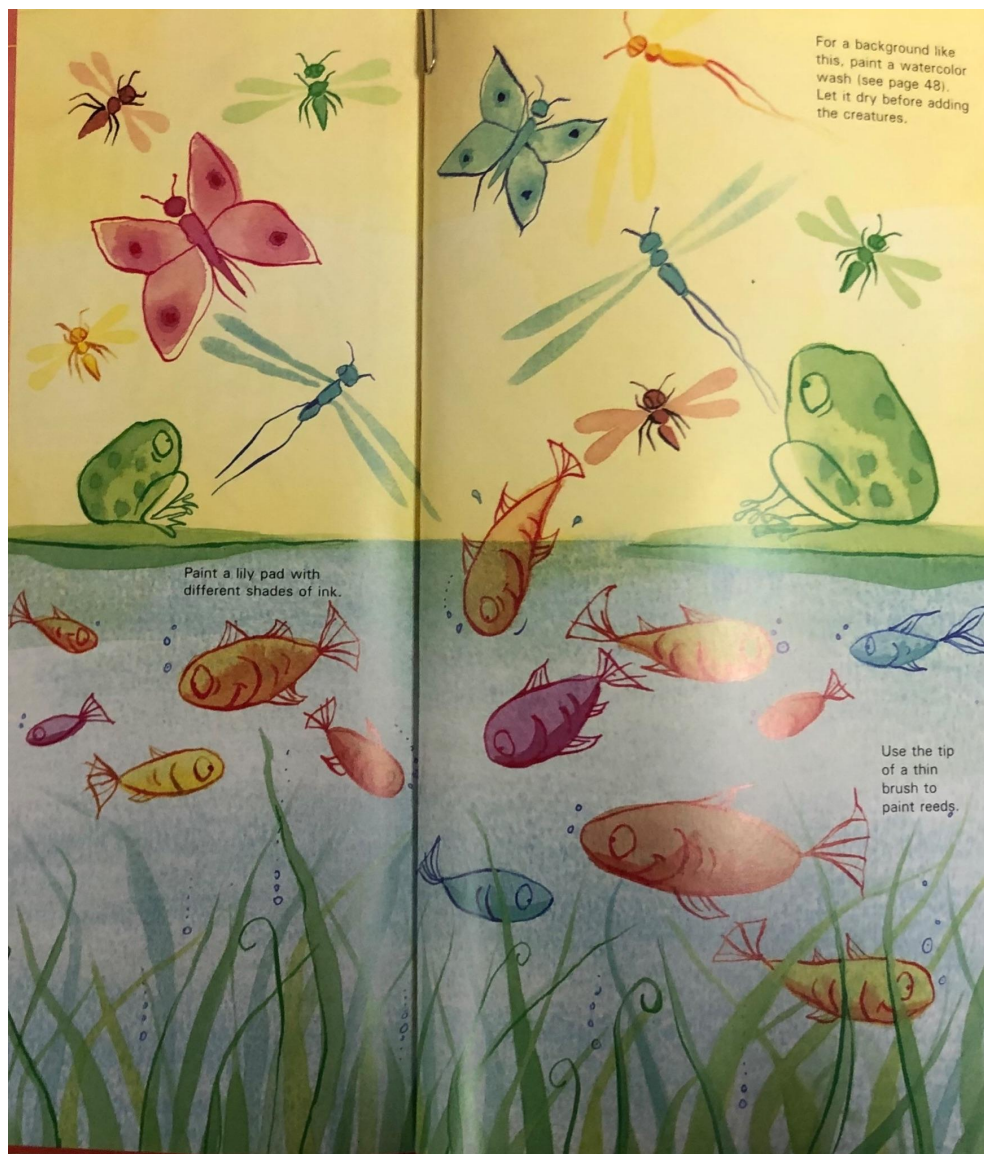 For a background like
this, paint a watercolor
wash (see page 48).
Let it dry before adding
the creatures.
Paint a lily pad with
different shades of ink.
Use the tip
of a thin
brush to
paint reeds.